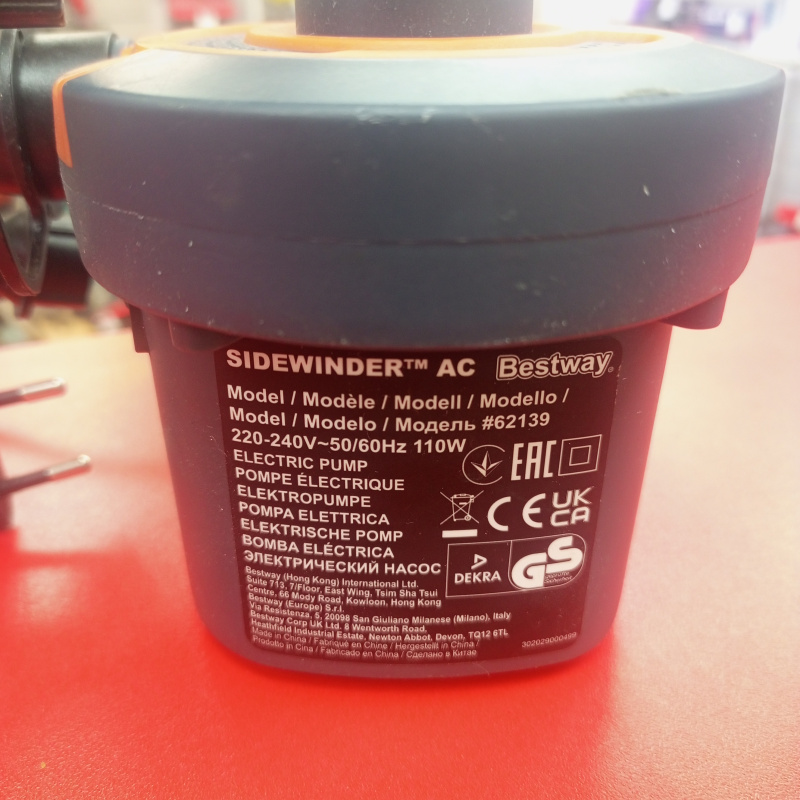 SIDEWINDER™ AC Bestway®
Model / Modèle / Modell / Modello /
Model / Modelo / Модель #62139
220-240V~50/60Hz 110W
ELECTRIC PUMP
POMPE ÉLECTRIQUE
ELEKTROPUMPE
POMPA ELETTRICA
ELEKTRISCHE POMP
BOMBA ELÉCTRICA
ЭЛЕКТРИЧЕСКИЙ НАСОС
EAC
CE UK
CA
DEKRA GS
Bestway (Hong Kong) International Ltd.
Suite 713, 7/Floor, East Wing, Tsim Sha Tsui
Centre, 66 Mody Road, Kowloon, Hong Kong
Bestway (Europe) S.r.l.
Via Resistenza, 5, 20098 San Giuliano Milanese (Milano), Italy
Bestway Corp UK Ltd. 8 Wentworth Road,
Heathfield Industrial Estate, Newton Abbot, Devon, TQ12 6TL
Made in China / Fabriqué en Chine / Hergestellt in China /
Prodotto in Cina / Fabricado en China / Сделано в Китае
302029000499